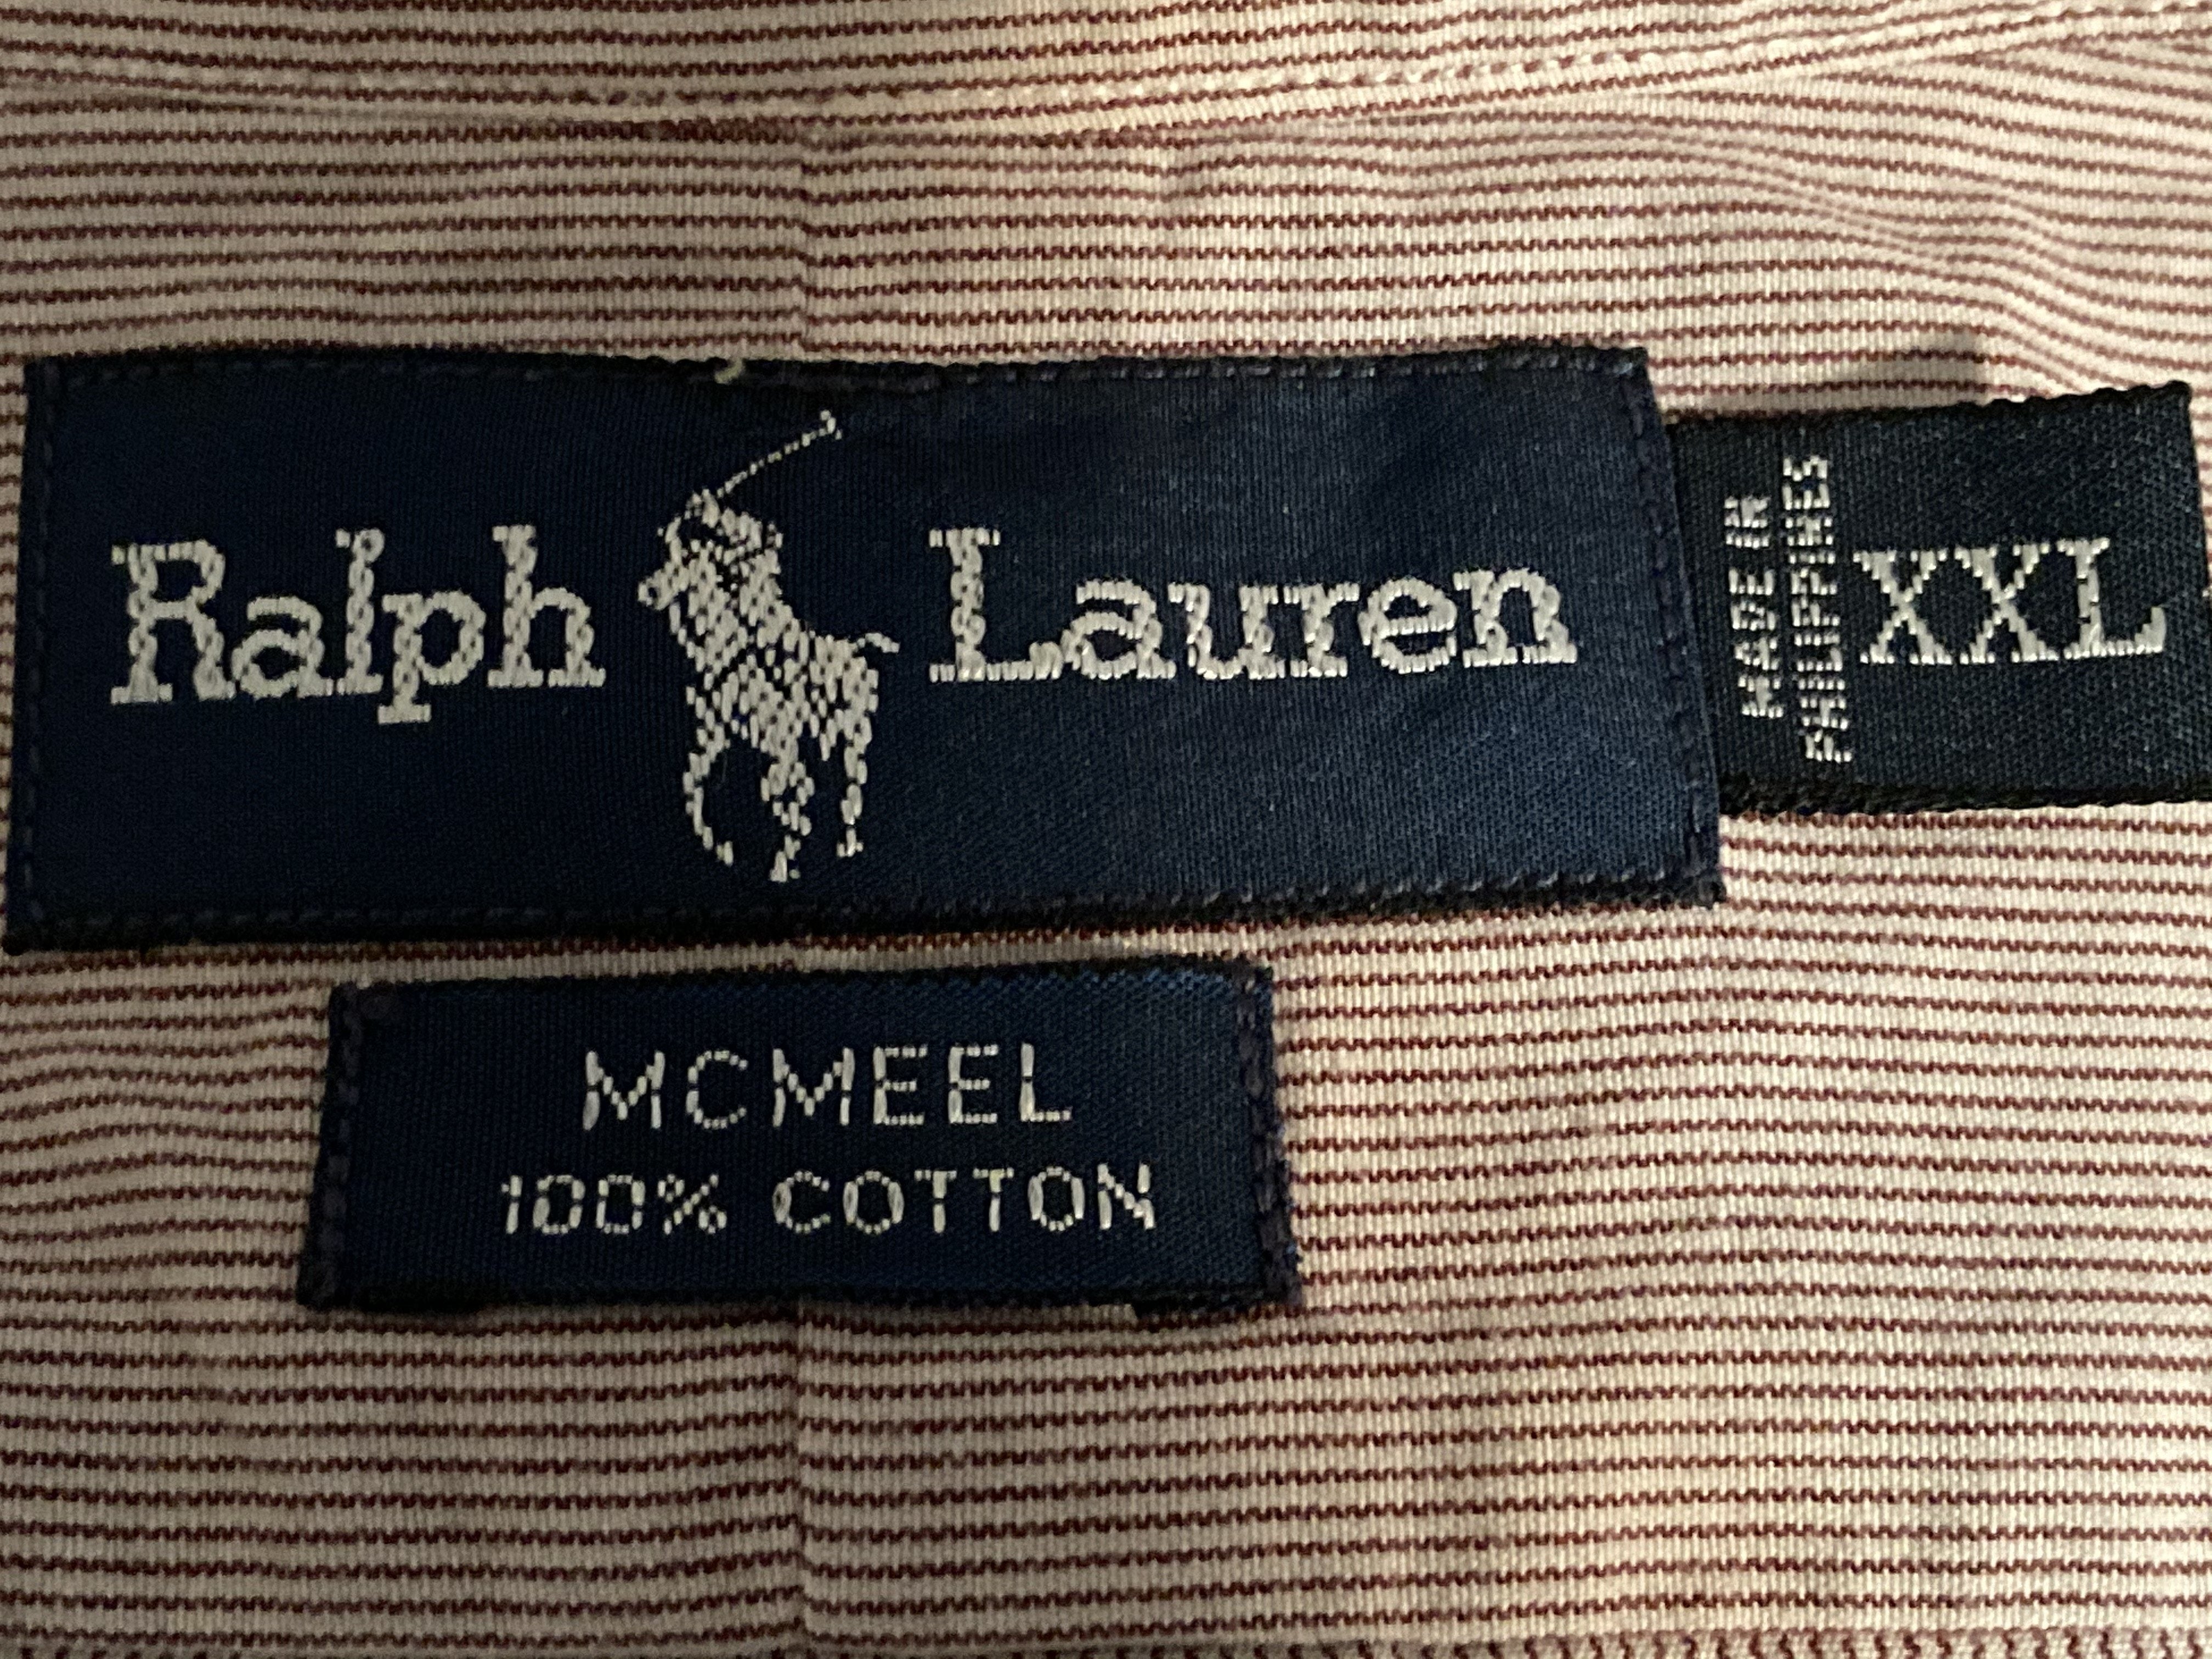 Ralph Lauren
MADE IN
PHILIPPINES
XXL
MCMEEL
100% COTTON